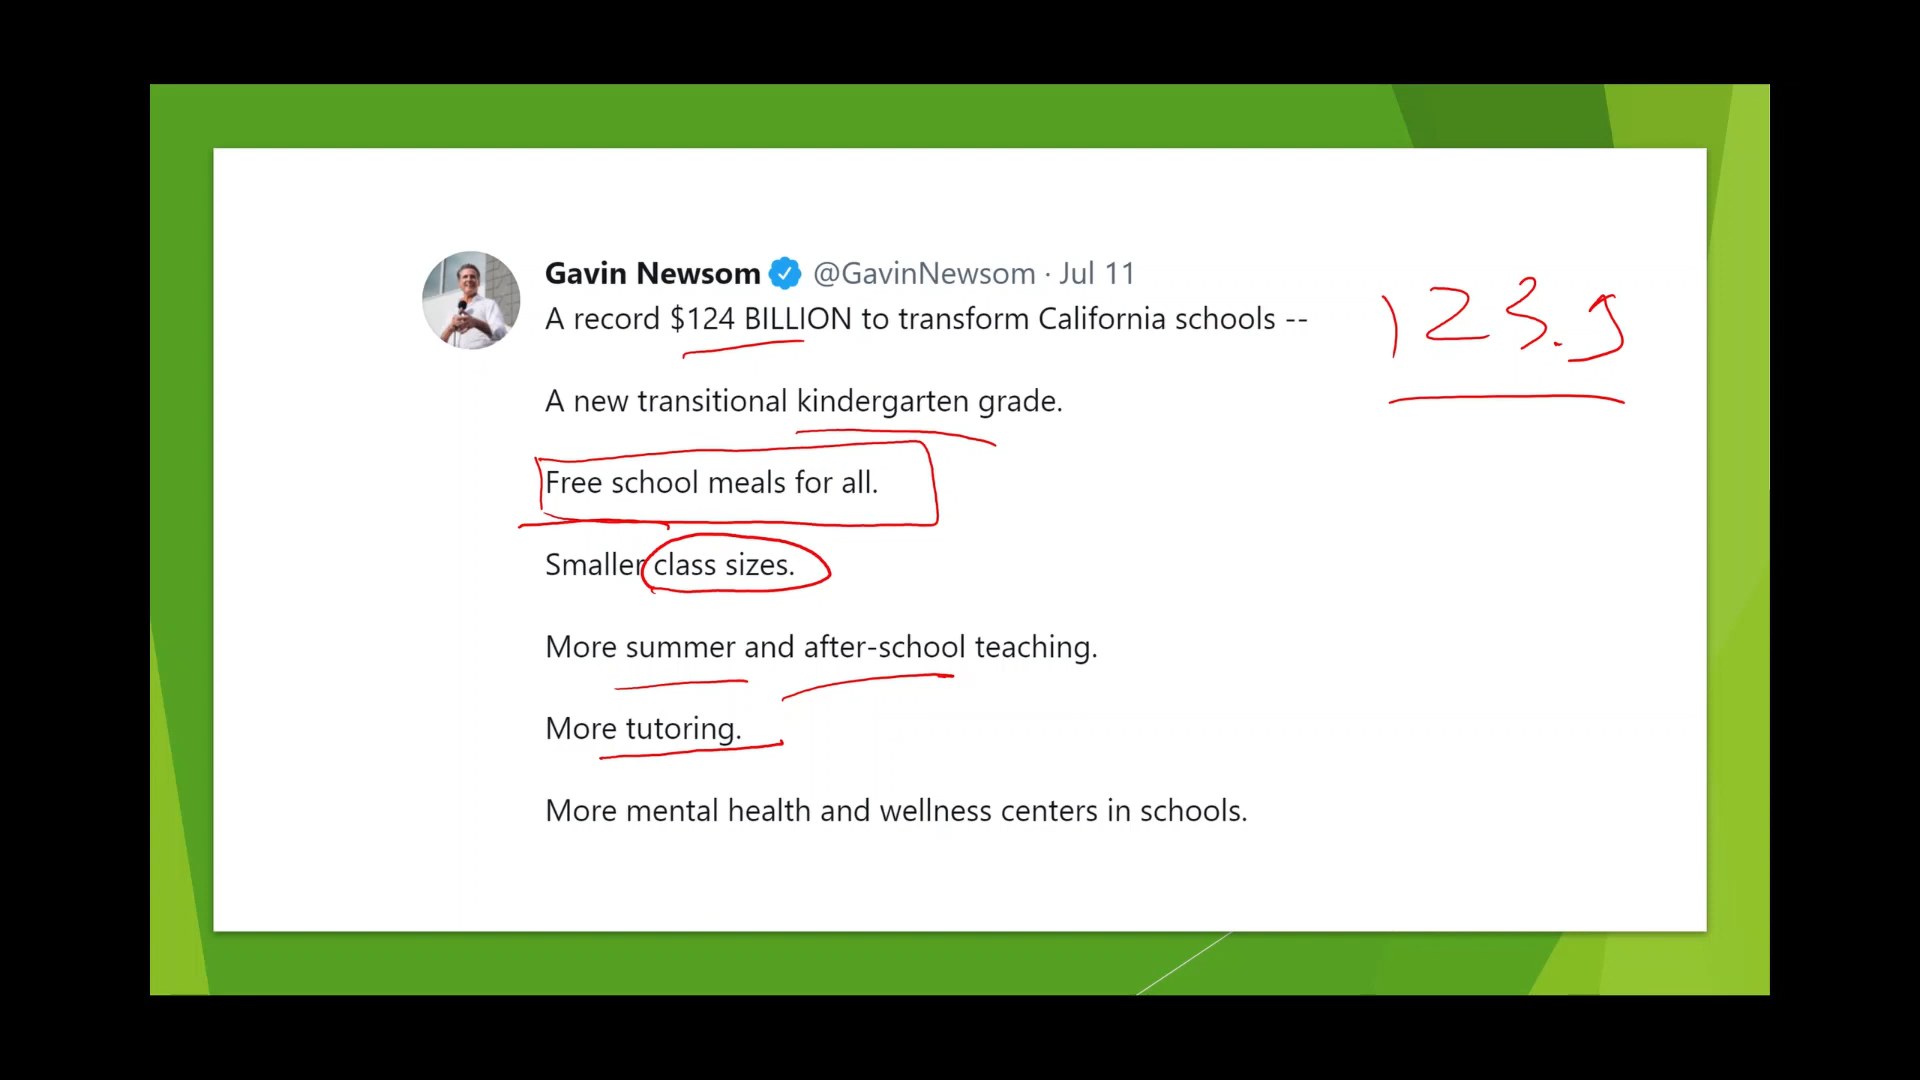 Gavin Newsom @GavinNewsom · Jul 11
A record $124 BILLION to transform California schools --
123.9
A new transitional kindergarten grade.
Free school meals for all.
Smaller class sizes.
More summer and after-school teaching.
More tutoring.
More mental health and wellness centers in schools.